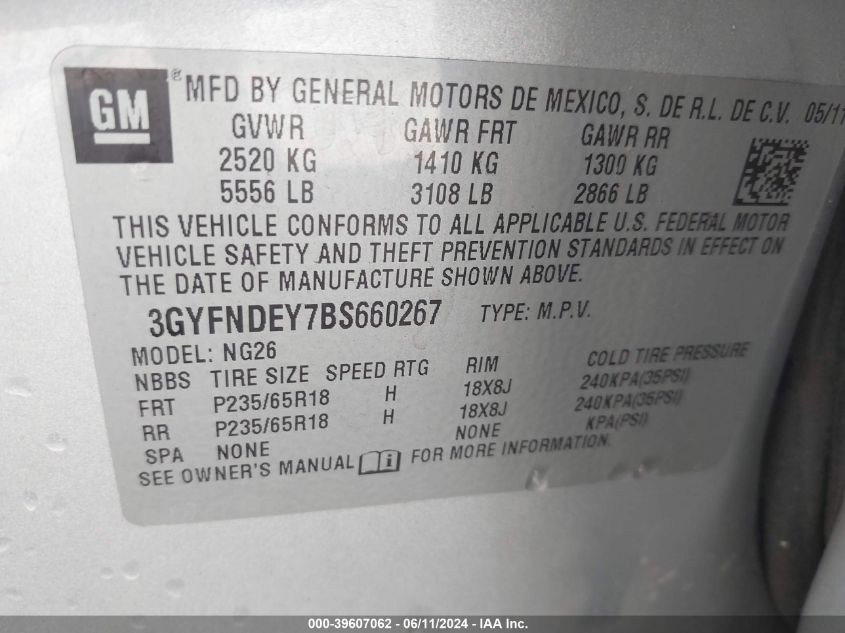 GM ® MFD BY GENERAL MOTORS DE MEXICO, S. DE R.L. DE C.V. 05/11
GVWR GAWR FRT GAWR RR
2520 KG 1410 KG 1300 KG
5556 LB 3108 LB 2866 LB
THIS VEHICLE CONFORMS TO ALL APPLICABLE U.S. FEDERAL MOTOR
VEHICLE SAFETY AND THEFT PREVENTION STANDARDS IN EFFECT ON
THE DATE OF MANUFACTURE SHOWN ABOVE.
3GYFNDEY7BS660267 TYPE: M.P.V.
MODEL: NG26
NBBS TIRE SIZE SPEED RTG RIM COLD TIRE PRESSURE
FRT P235/65R18 H 18X8J 240KPA(35PSI)
RR P235/65R18 H 18X8J 240KPA(35PSI)
SPA NONE NONE KPA(PSI)
SEE OWNER'S MANUAL i FOR MORE INFORMATION.
000-39607062 - 06/11/2024 - IAA Inc.